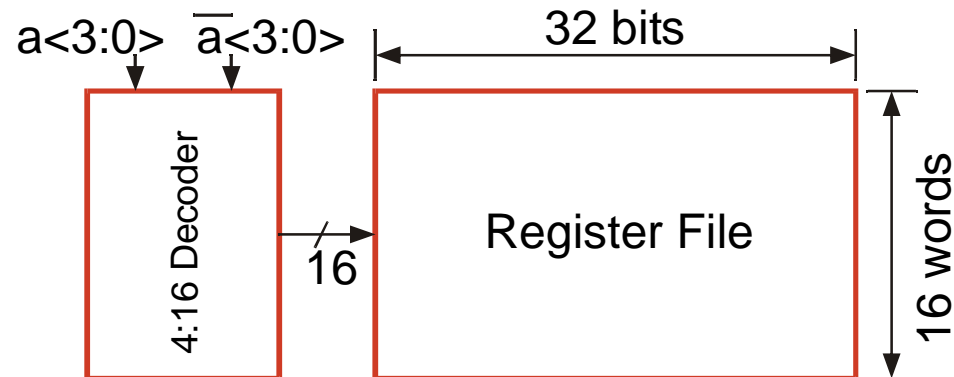 a<3:0> a̅<3:0>
32 bits
4:16 Decoder
16
Register File
16 words